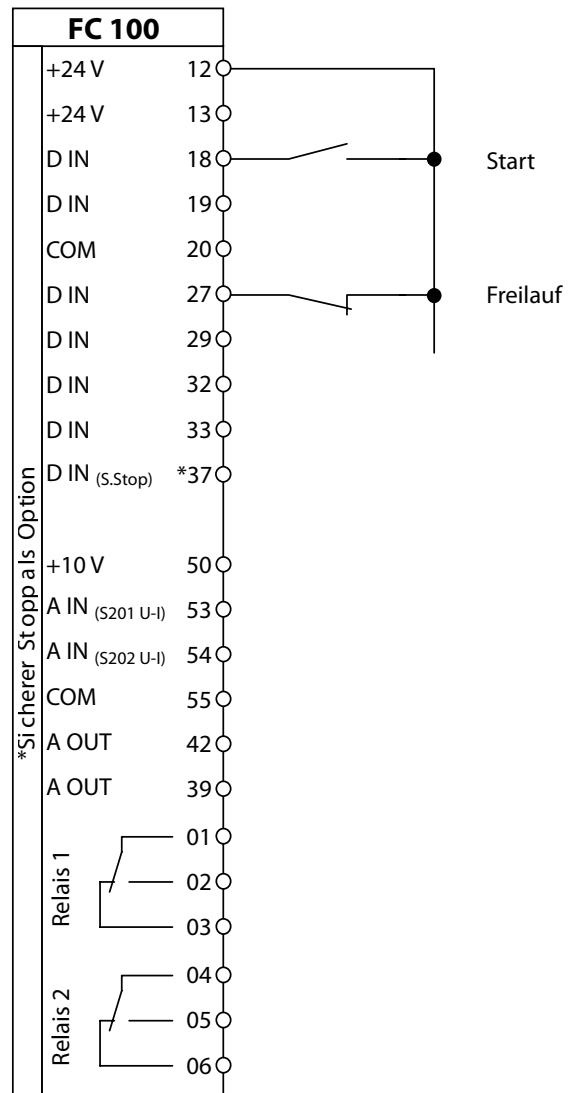 FC 100
+24 V 12
+24 V 13
D IN 18 Start
D IN 19
COM 20
D IN 27 Freilauf
D IN 29
D IN 32
D IN 33
D IN (S.Stop) *37
+10 V 50
A IN (S201 U-I) 53
A IN (S202 U-I) 54
COM 55
A OUT 42
A OUT 39
*Sicherer Stopp als Option
Relais 1
01
02
03
Relais 2
04
05
06